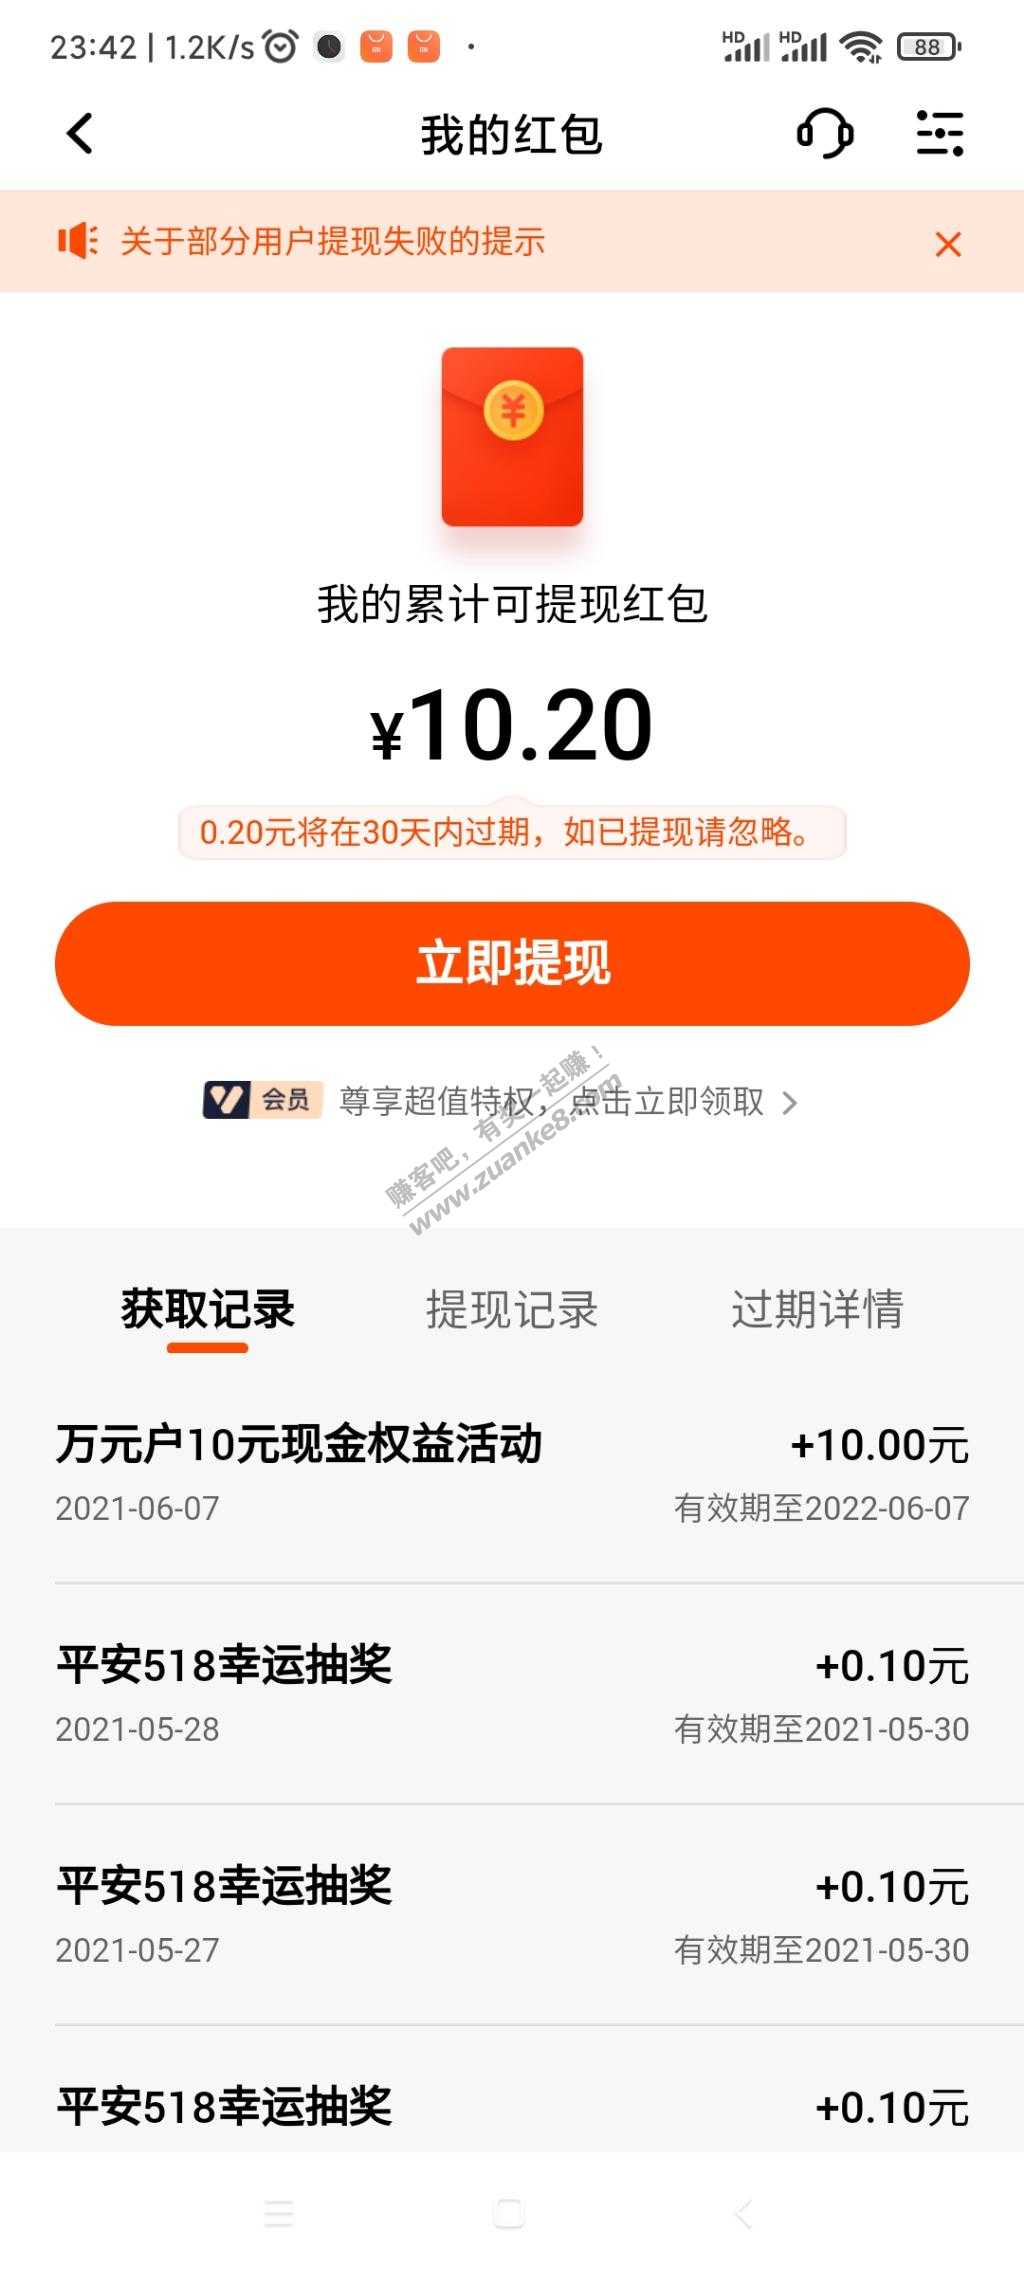 23:42 | 1.2K/s
HD HD 88
我的红包
关于部分用户提现失败的提示
¥
我的累计可提现红包
¥10.20
0.20元将在30天内过期，如已提现请忽略。
立即提现
会员 尊享超值特权，点击立即领取
赚客吧，有奖一起赚！
www.zuanke8.com
获取记录 提现记录 过期详情
万元户10元现金权益活动 +10.00元
2021-06-07 有效期至2022-06-07
平安518幸运抽奖 +0.10元
2021-05-28 有效期至2021-05-30
平安518幸运抽奖 +0.10元
2021-05-27 有效期至2021-05-30
平安518幸运抽奖 +0.10元